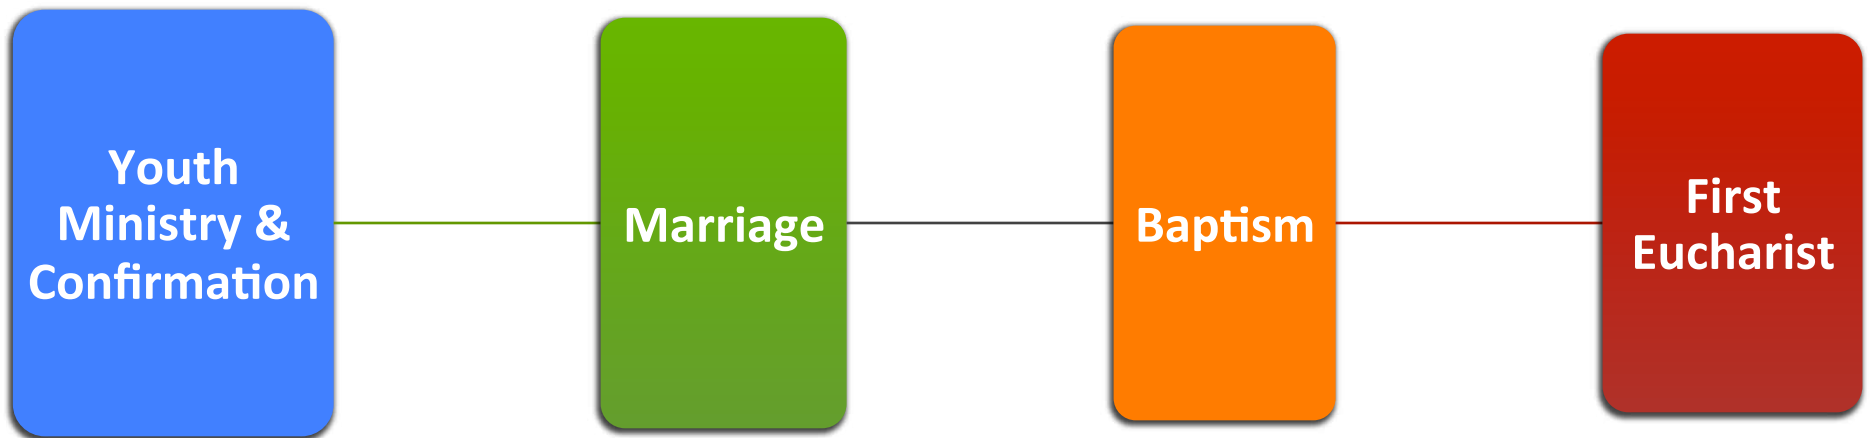 Youth
Ministry &
Confirmation
Marriage
Baptism
First
Eucharist